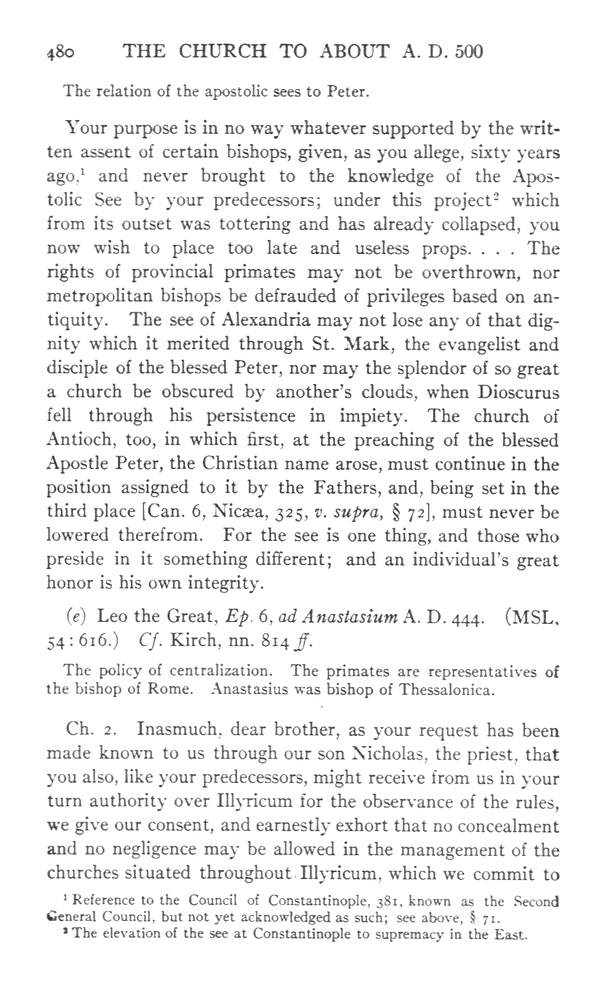 480 THE CHURCH TO ABOUT A. D. 500
The relation of the apostolic sees to Peter.
Your purpose is in no way whatever supported by the writ-
ten assent of certain bishops, given, as you allege, sixty years
ago,¹ and never brought to the knowledge of the Apos-
tolic See by your predecessors; under this project² which
from its outset was tottering and has already collapsed, you
now wish to place too late and useless props. . . . The
rights of provincial primates may not be overthrown, nor
metropolitan bishops be defrauded of privileges based on an-
tiquity. The see of Alexandria may not lose any of that dig-
nity which it merited through St. Mark, the evangelist and
disciple of the blessed Peter, nor may the splendor of so great
a church be obscured by another's clouds, when Dioscurus
fell through his persistence in impiety. The church of
Antioch, too, in which first, at the preaching of the blessed
Apostle Peter, the Christian name arose, must continue in the
position assigned to it by the Fathers, and, being set in the
third place [Can. 6, Nicæa, 325, v. supra, § 72], must never be
lowered therefrom. For the see is one thing, and those who
preside in it something different; and an individual's great
honor is his own integrity.
(e) Leo the Great, Ep. 6, ad Anastasium A. D. 444. (MSL,
54:616.) Cf. Kirch, nn. 814 ff.
The policy of centralization. The primates are representatives of
the bishop of Rome. Anastasius was bishop of Thessalonica.
Ch. 2. Inasmuch, dear brother, as your request has been
made known to us through our son Nicholas, the priest, that
you also, like your predecessors, might receive from us in your
turn authority over Illyricum for the observance of the rules,
we give our consent, and earnestly exhort that no concealment
and no negligence may be allowed in the management of the
churches situated throughout Illyricum, which we commit to
¹ Reference to the Council of Constantinople, 381, known as the Second
General Council, but not yet acknowledged as such; see above, § 71.
² The elevation of the see at Constantinople to supremacy in the East.